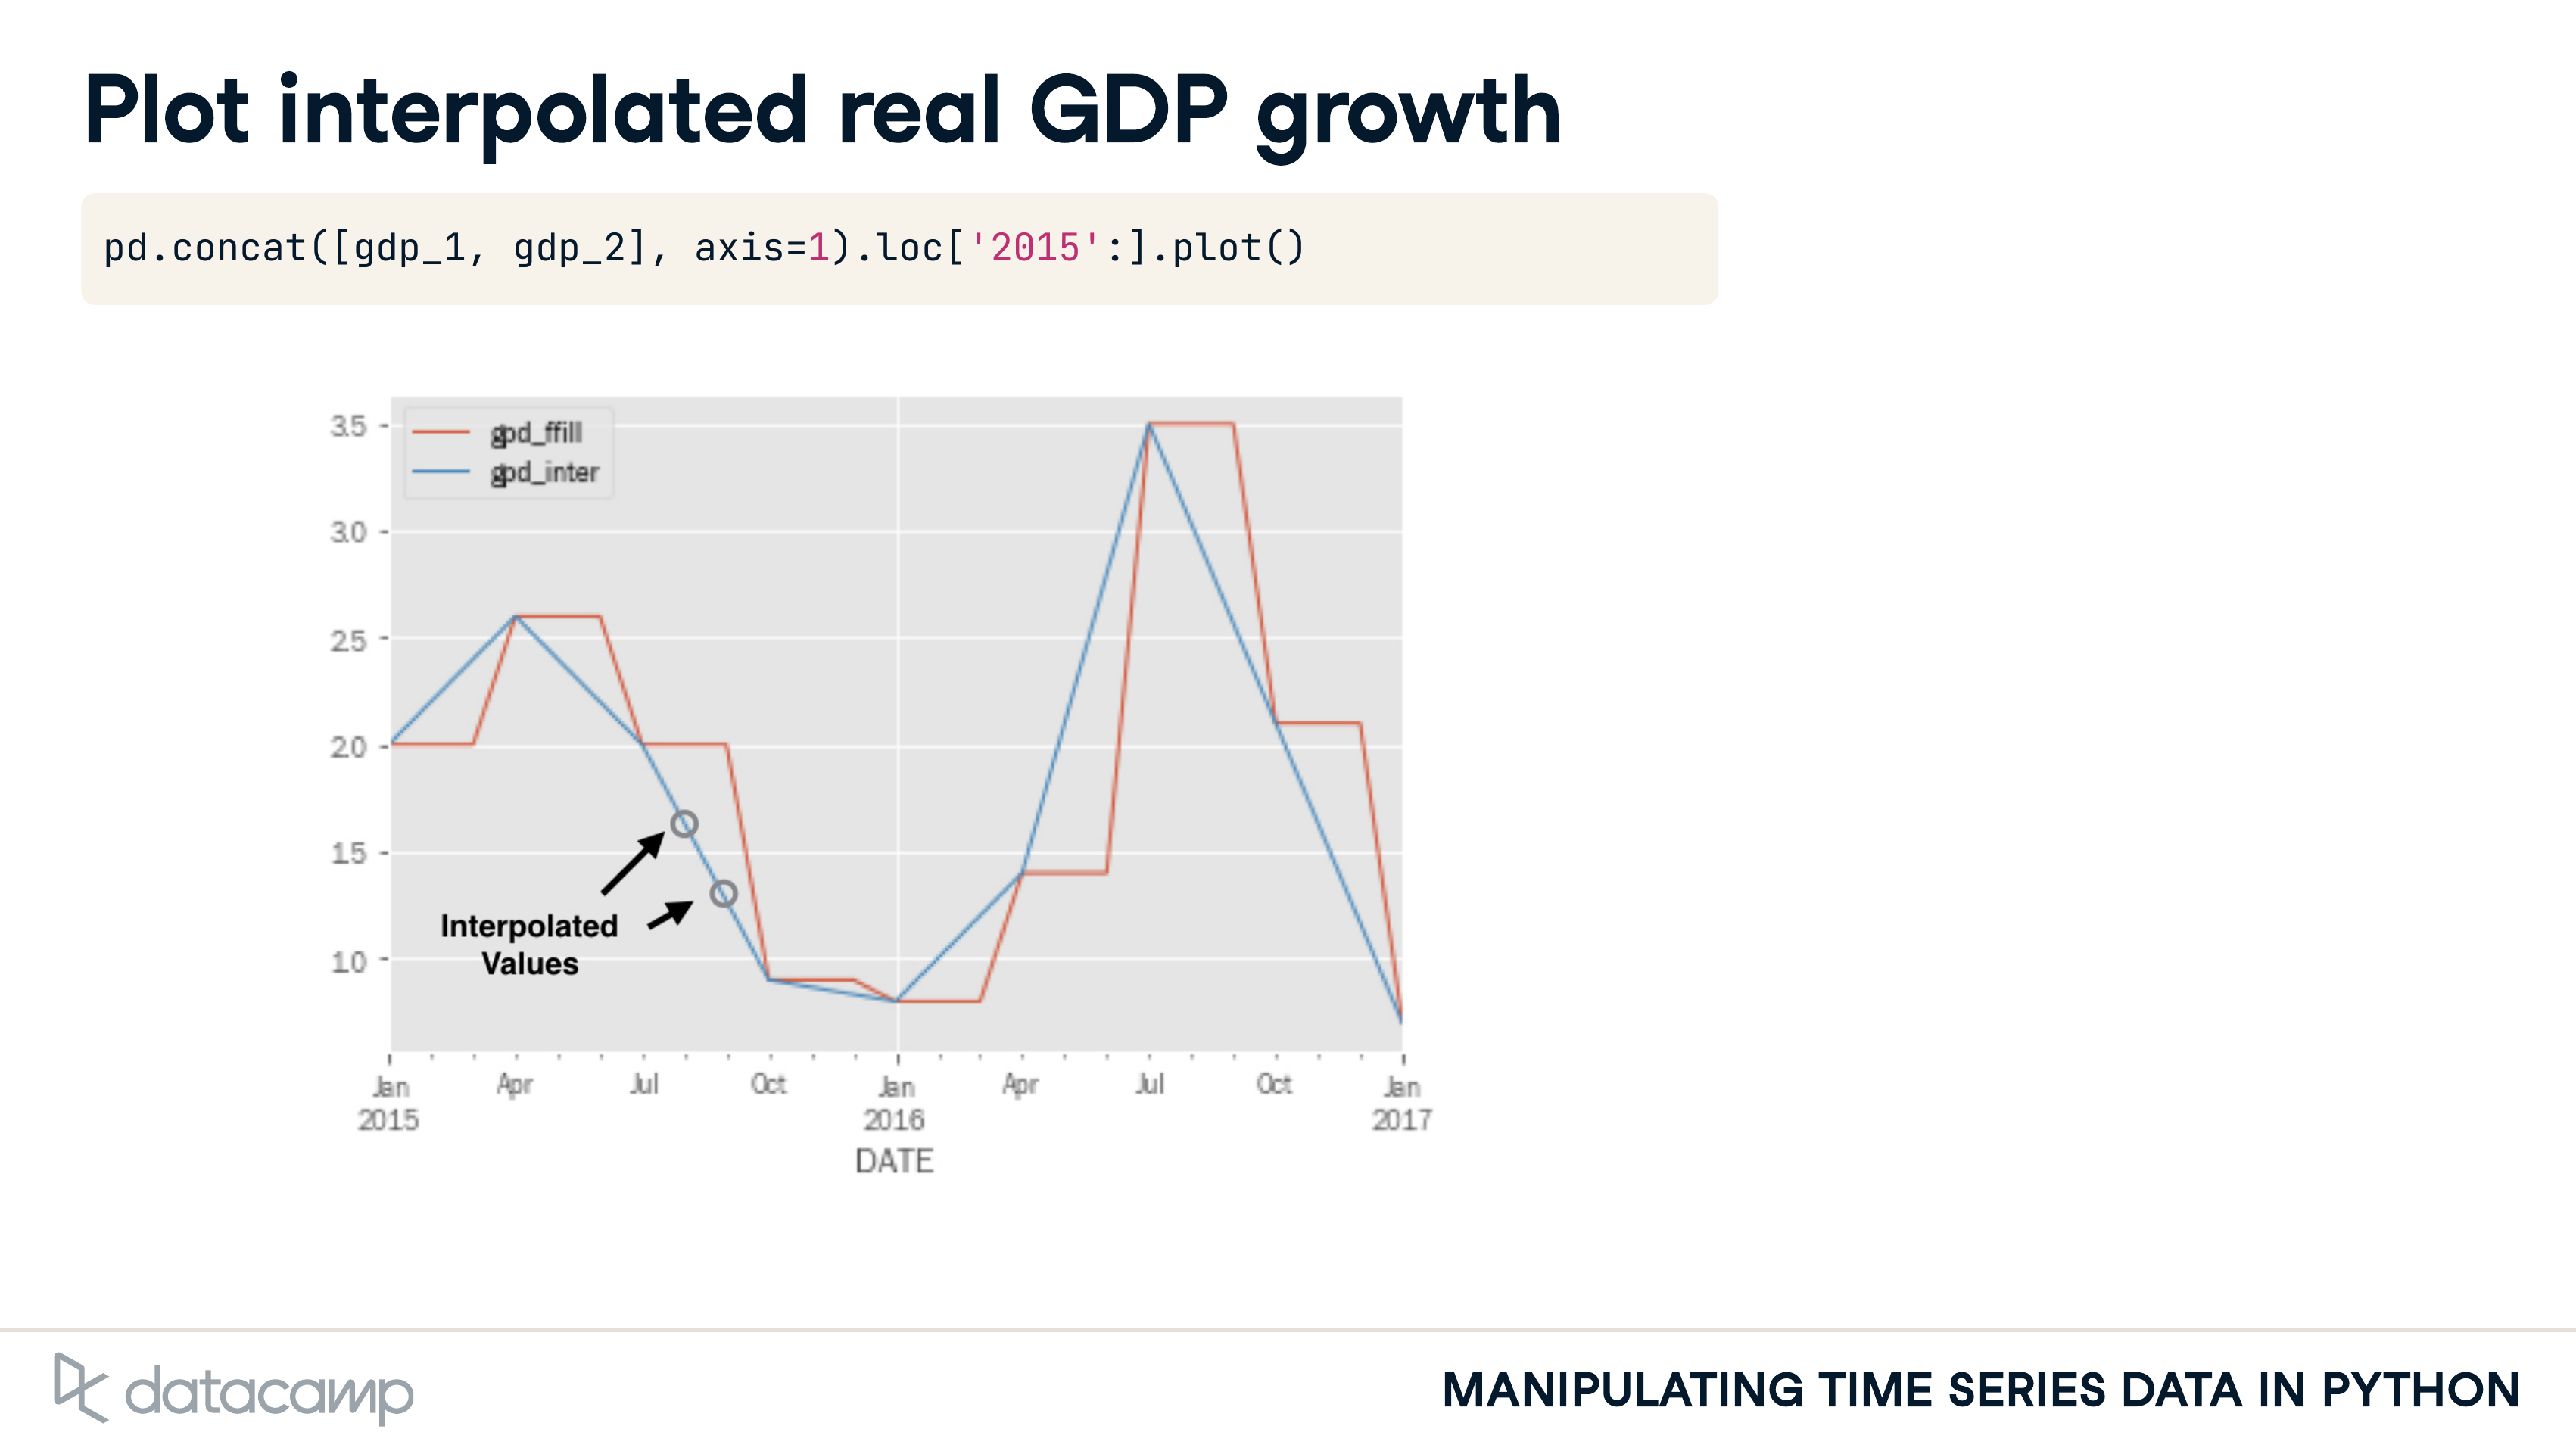 Plot interpolated real GDP growth
pd.concat([gdp_1, gdp_2], axis=1).loc['2015':].plot()
gpd_ffill
gpd_inter
3.5
3.0
2.5
2.0
1.5
1.0
Interpolated
Values
Jan Apr Jul Oct Jan Apr Jul Oct Jan
2015 2016 2017
DATE
datacamp
MANIPULATING TIME SERIES DATA IN PYTHON